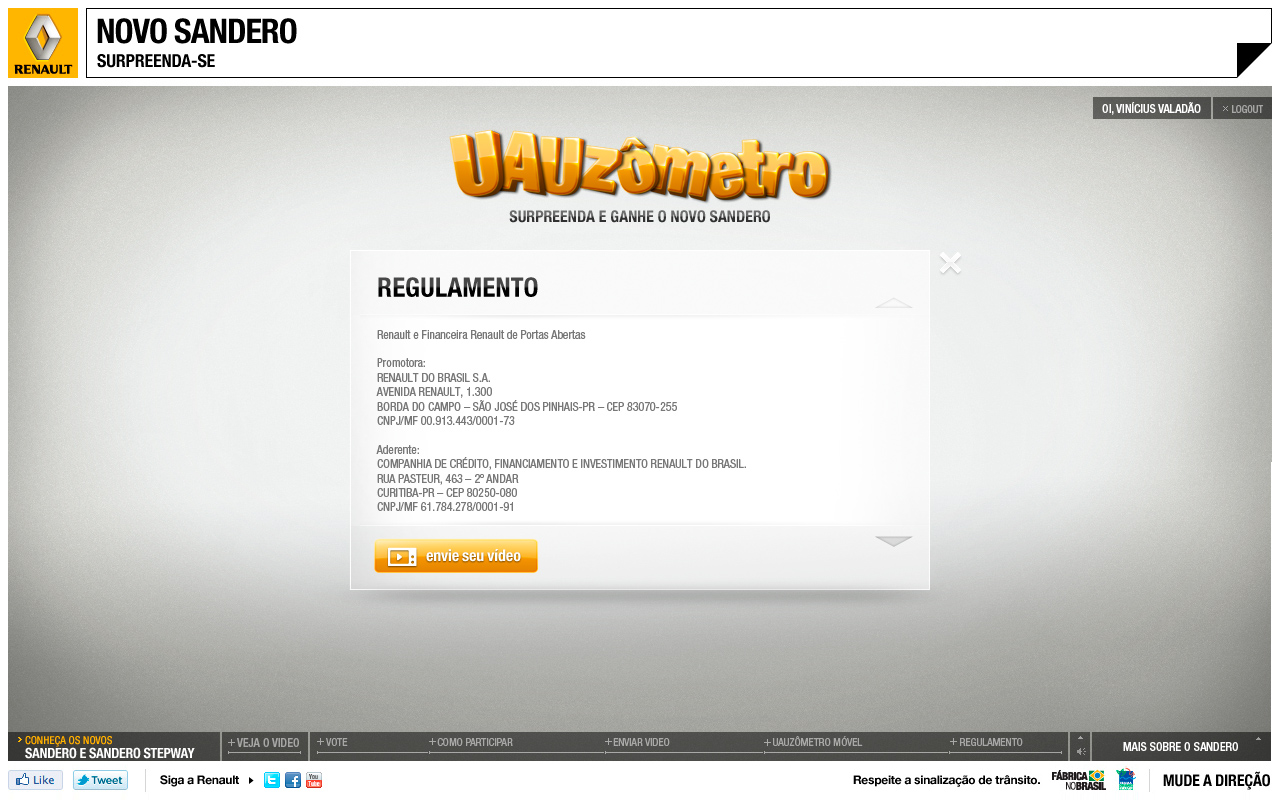 RENAULT
NOVO SANDERO
SURPREENDA-SE
OI, VINÍCIUS VALADÃO
LOGOUT
UAUzômetro
SURPREENDA E GANHE O NOVO SANDERO
REGULAMENTO
Renault e Financeira Renault de Portas Abertas
Promotora:
RENAULT DO BRASIL S.A.
AVENIDA RENAULT, 1.300
BORDA DO CAMPO – SÃO JOSÉ DOS PINHAIS-PR – CEP 83070-255
CNPJ/MF 00.913.443/0001-73
Aderente:
COMPANHIA DE CRÉDITO, FINANCIAMENTO E INVESTIMENTO RENAULT DO BRASIL.
RUA PASTEUR, 463 – 2º ANDAR
CURITIBA-PR – CEP 80250-080
CNPJ/MF 61.784.278/0001-91
envie seu vídeo
CONHEÇA OS NOVOS
SANDERO E SANDERO STEPWAY
+VEJA O VIDEO
+VOTE
+COMO PARTICIPAR
+ENVIAR VIDEO
+UAUZÔMETRO MÓVEL
+ REGULAMENTO
MAIS SOBRE O SANDERO
Like
Tweet
Siga a Renault
You Tube
Respeite a sinalização de trânsito.
FÁBRICA
NO BRASIL
MUDE A DIREÇÃO